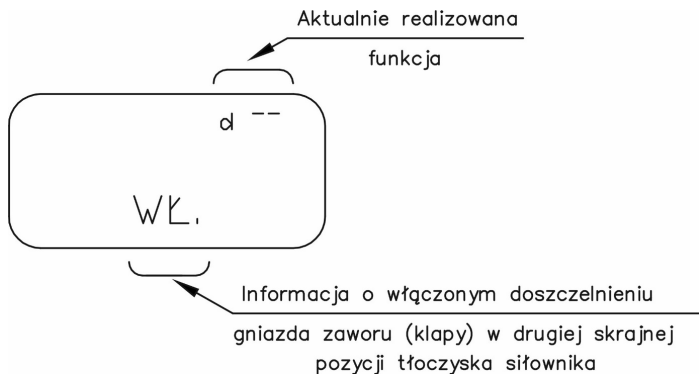 Aktualnie realizowana
funkcja
d --
WŁ.
Informacja o włączonym doszczelnieniu
gniazda zaworu (klapy) w drugiej skrajnej
pozycji tłoczyska siłownika